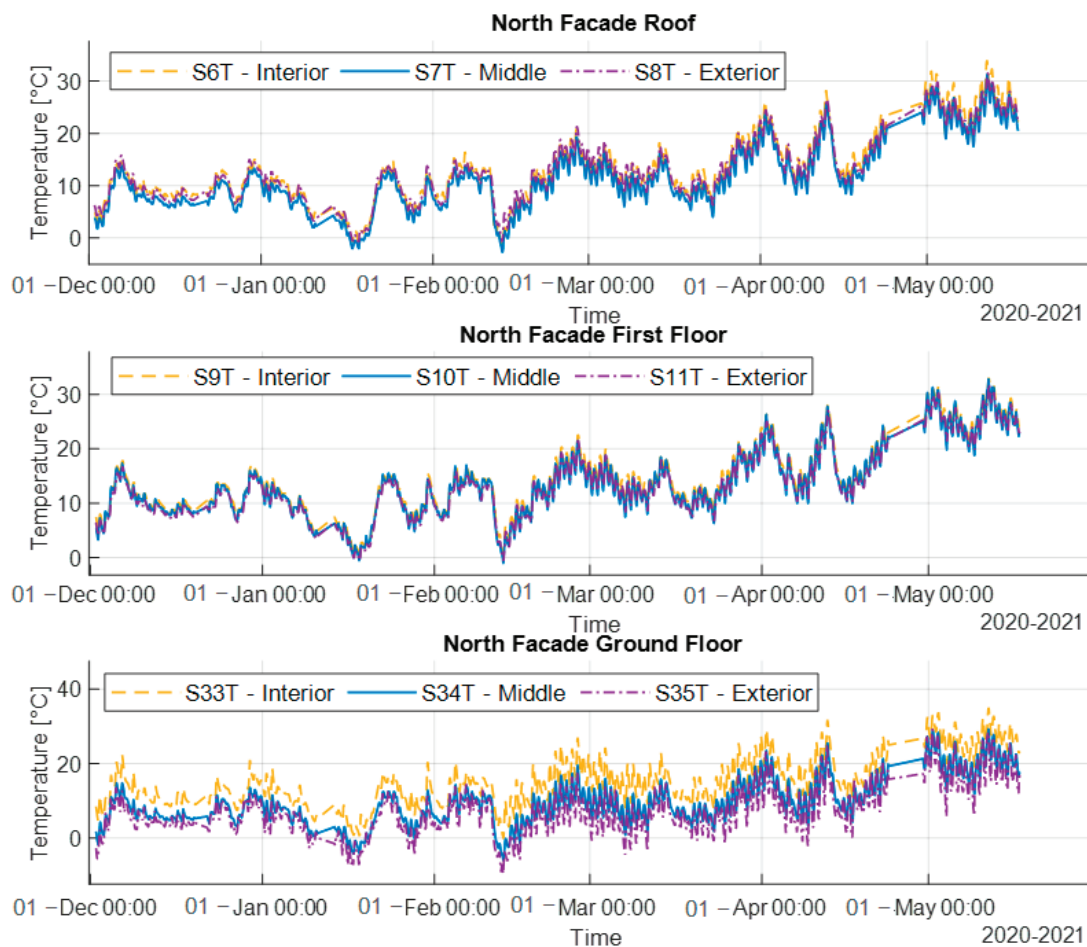 North Facade Roof
S6T - Interior S7T - Middle S8T - Exterior
Temperature [°C]
30
20
10
0
01 –Dec 00:00 01 –Jan 00:00 01 –Feb 00:00 01 –Mar 00:00 01 –Apr 00:00 01 –May 00:00
Time
2020-2021
North Facade First Floor
S9T - Interior S10T - Middle S11T - Exterior
Temperature [°C]
30
20
10
0
01 –Dec 00:00 01 –Jan 00:00 01 –Feb 00:00 01 –Mar 00:00 01 –Apr 00:00 01 –May 00:00
Time
2020-2021
North Facade Ground Floor
S33T - Interior S34T - Middle S35T - Exterior
Temperature [°C]
40
20
0
01 –Dec 00:00 01 –Jan 00:00 01 –Feb 00:00 01 –Mar 00:00 01 –Apr 00:00 01 –May 00:00
Time
2020-2021